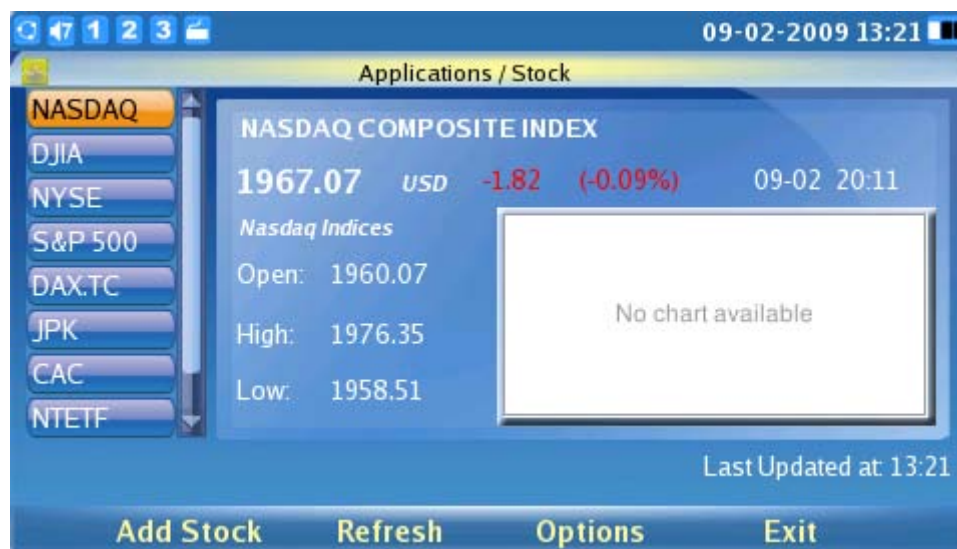 7 1 2 3 09-02-2009 13:21
Applications / Stock
NASDAQ
DJIA
NYSE
S&P 500
DAX.TC
JPK
CAC
NTETF
NASDAQ COMPOSITE INDEX
1967.07 USD -1.82 (-0.09%) 09-02 20:11
Nasdaq Indices
Open: 1960.07
High: 1976.35
Low: 1958.51
No chart available
Last Updated at: 13:21
Add Stock Refresh Options Exit